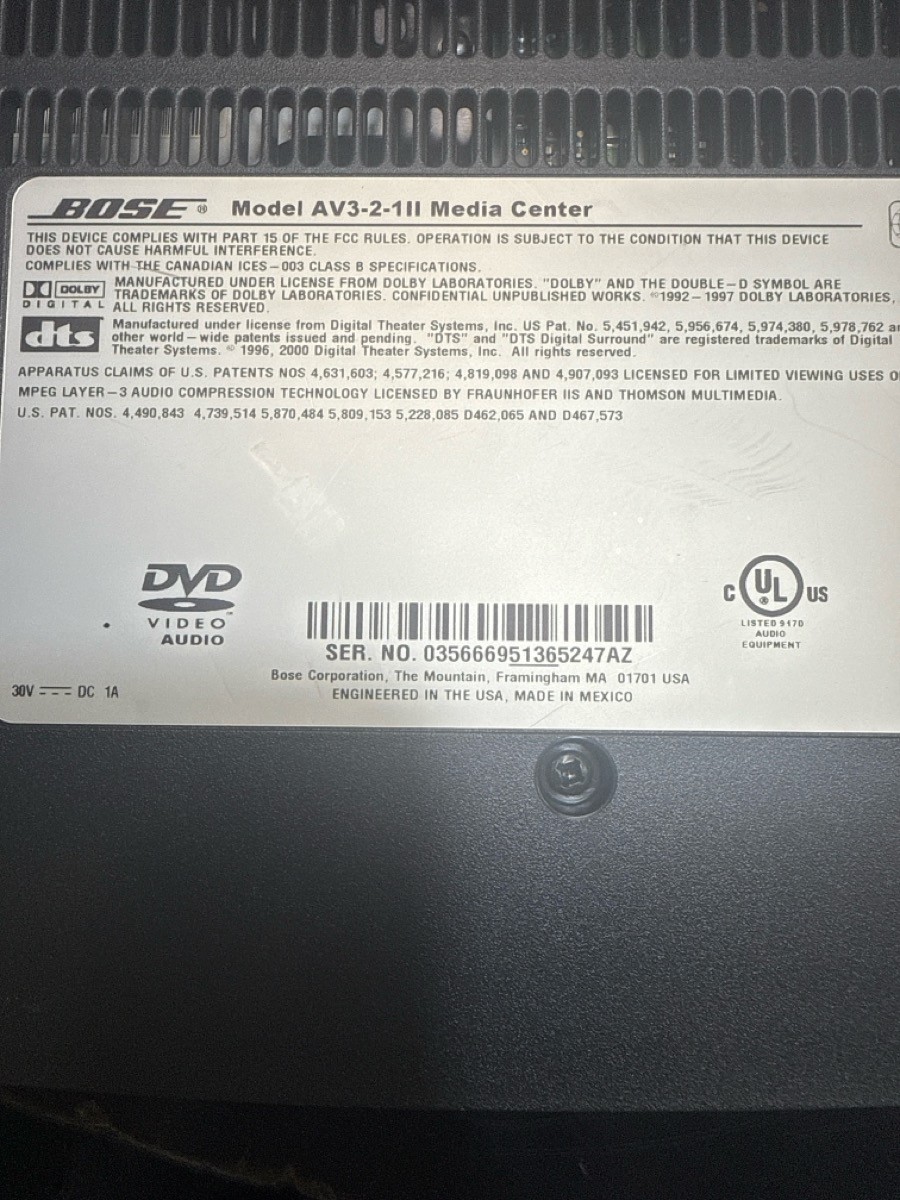 BOSE® Model AV3-2-1II Media Center
THIS DEVICE COMPLIES WITH PART 15 OF THE FCC RULES. OPERATION IS SUBJECT TO THE CONDITION THAT THIS DEVICE
DOES NOT CAUSE HARMFUL INTERFERENCE.
COMPLIES WITH THE CANADIAN ICES-003 CLASS B SPECIFICATIONS.
DOLBY
DIGITAL
MANUFACTURED UNDER LICENSE FROM DOLBY LABORATORIES. "DOLBY" AND THE DOUBLE-D SYMBOL ARE
TRADEMARKS OF DOLBY LABORATORIES. CONFIDENTIAL UNPUBLISHED WORKS. ©1992-1997 DOLBY LABORATORIES,
ALL RIGHTS RESERVED.
dts
Manufactured under license from Digital Theater Systems, Inc. US Pat. No. 5,451,942, 5,956,674, 5,974,380, 5,978,762
other world-wide patents issued and pending. "DTS" and "DTS Digital Surround" are registered trademarks of Digital
Theater Systems. © 1996, 2000 Digital Theater Systems, Inc. All rights reserved.
APPARATUS CLAIMS OF U.S. PATENTS NOS 4,631,603; 4,577,216; 4,819,098 AND 4,907,093 LICENSED FOR LIMITED VIEWING USES
MPEG LAYER-3 AUDIO COMPRESSION TECHNOLOGY LICENSED BY FRAUNHOFER IIS AND THOMSON MULTIMEDIA.
U.S. PAT. NOS. 4,490,843 4,739,514 5,870,484 5,809,153 5,228,085 D462,065 AND D467,573
DVD
VIDEO™
AUDIO
C UL® US
LISTED 9170
AUDIO
EQUIPMENT
SER. NO. 035666951365247AZ
Bose Corporation, The Mountain, Framingham MA 01701 USA
ENGINEERED IN THE USA, MADE IN MEXICO
30V DC 1A